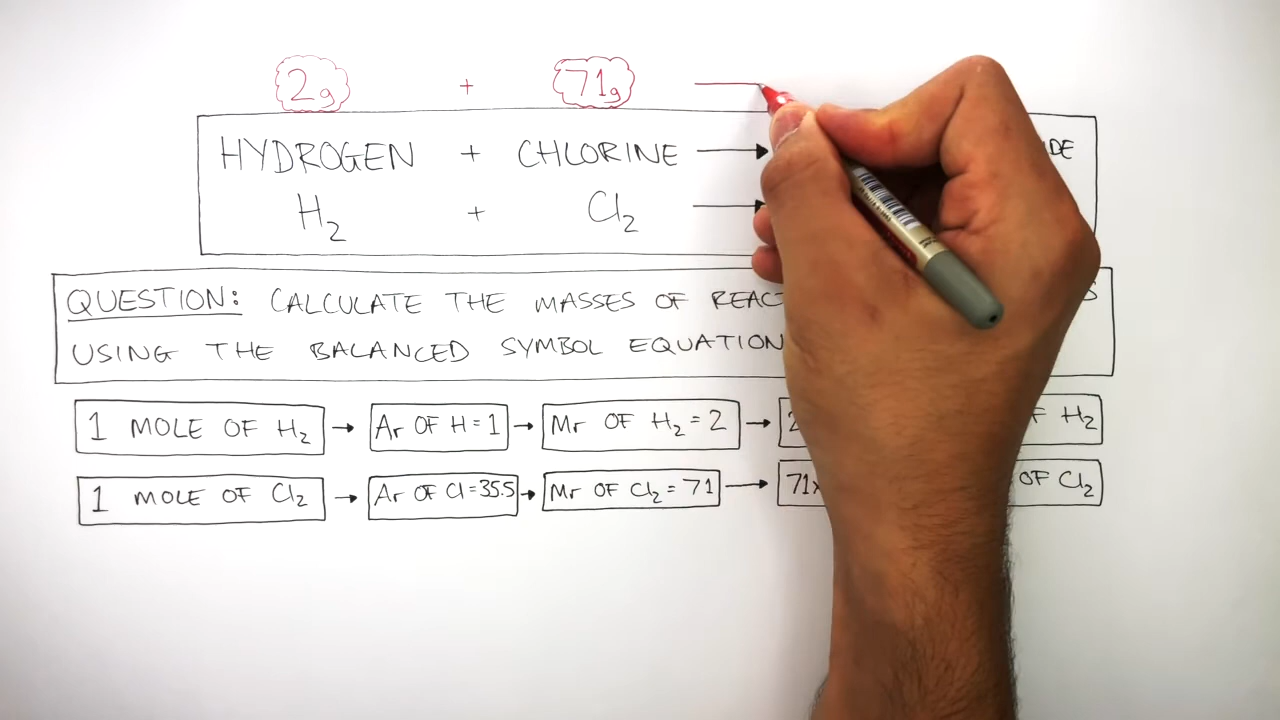 2g + 71g
HYDROGEN + CHLORINE
H₂ + Cl₂
QUESTION: CALCULATE THE MASSES OF
USING THE BALANCED SYMBOL EQUATION
1 MOLE OF H₂ → Ar OF H = 1 → Mr OF H₂ = 2 → H₂
1 MOLE OF Cl₂ → Ar OF Cl = 35.5 → Mr OF Cl₂ = 71 → 71x OF Cl₂